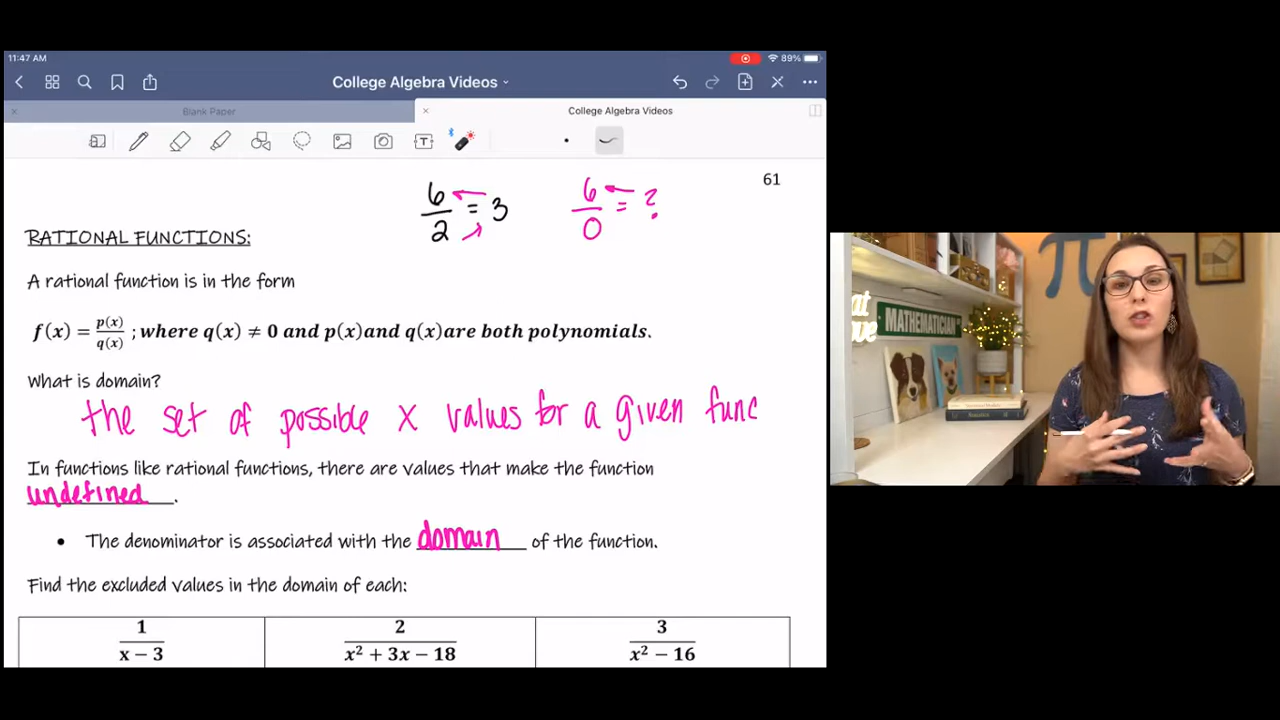 11:47 AM
89%
College Algebra Videos
Blank Paper
College Algebra Videos
61
6/2 = 3
6/0 = ?
RATIONAL FUNCTIONS:
A rational function is in the form
f(x) = p(x)/q(x) ; where q(x) ≠ 0 and p(x)and q(x)are both polynomials.
What is domain?
the set of possible x values for a given func
In functions like rational functions, there are values that make the function
undefined.
• The denominator is associated with the domain of the function.
Find the excluded values in the domain of each:
1/(x − 3)
2/(x² + 3x − 18)
3/(x² − 16)
MATHEMATICIAN